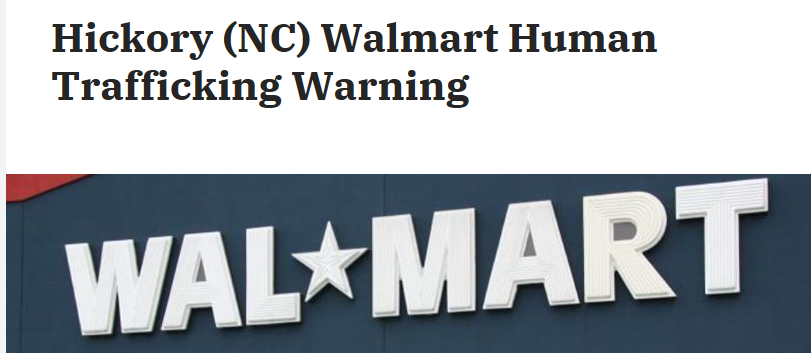 Hickory (NC) Walmart Human
Trafficking Warning
WAL★MART